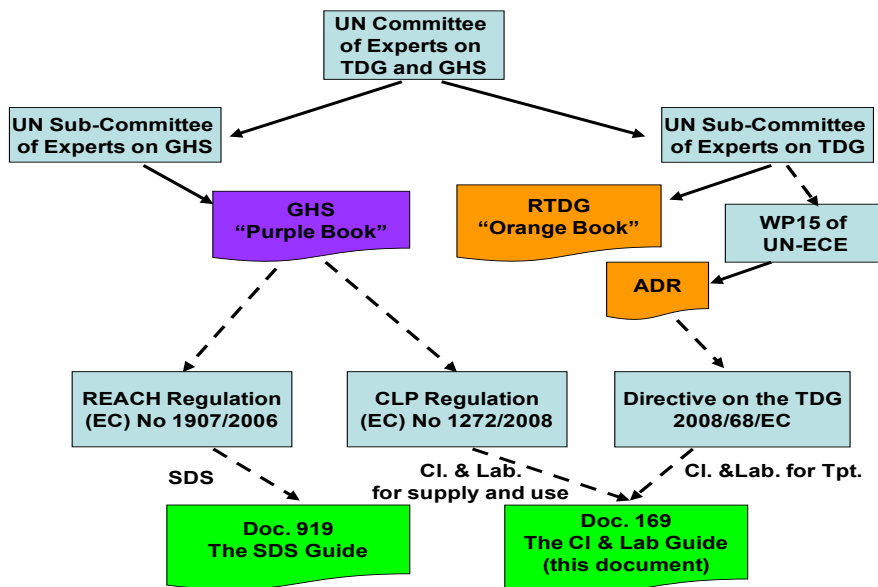 UN Committee
of Experts on
TDG and GHS
UN Sub-Committee
of Experts on GHS
UN Sub-Committee
of Experts on TDG
GHS
“Purple Book”
RTDG
“Orange Book”
WP15 of
UN-ECE
ADR
REACH Regulation
(EC) No 1907/2006
CLP Regulation
(EC) No 1272/2008
Directive on the TDG
2008/68/EC
SDS
Cl. & Lab.
for supply and use
Cl. &Lab. for Tpt.
Doc. 919
The SDS Guide
Doc. 169
The Cl & Lab Guide
(this document)